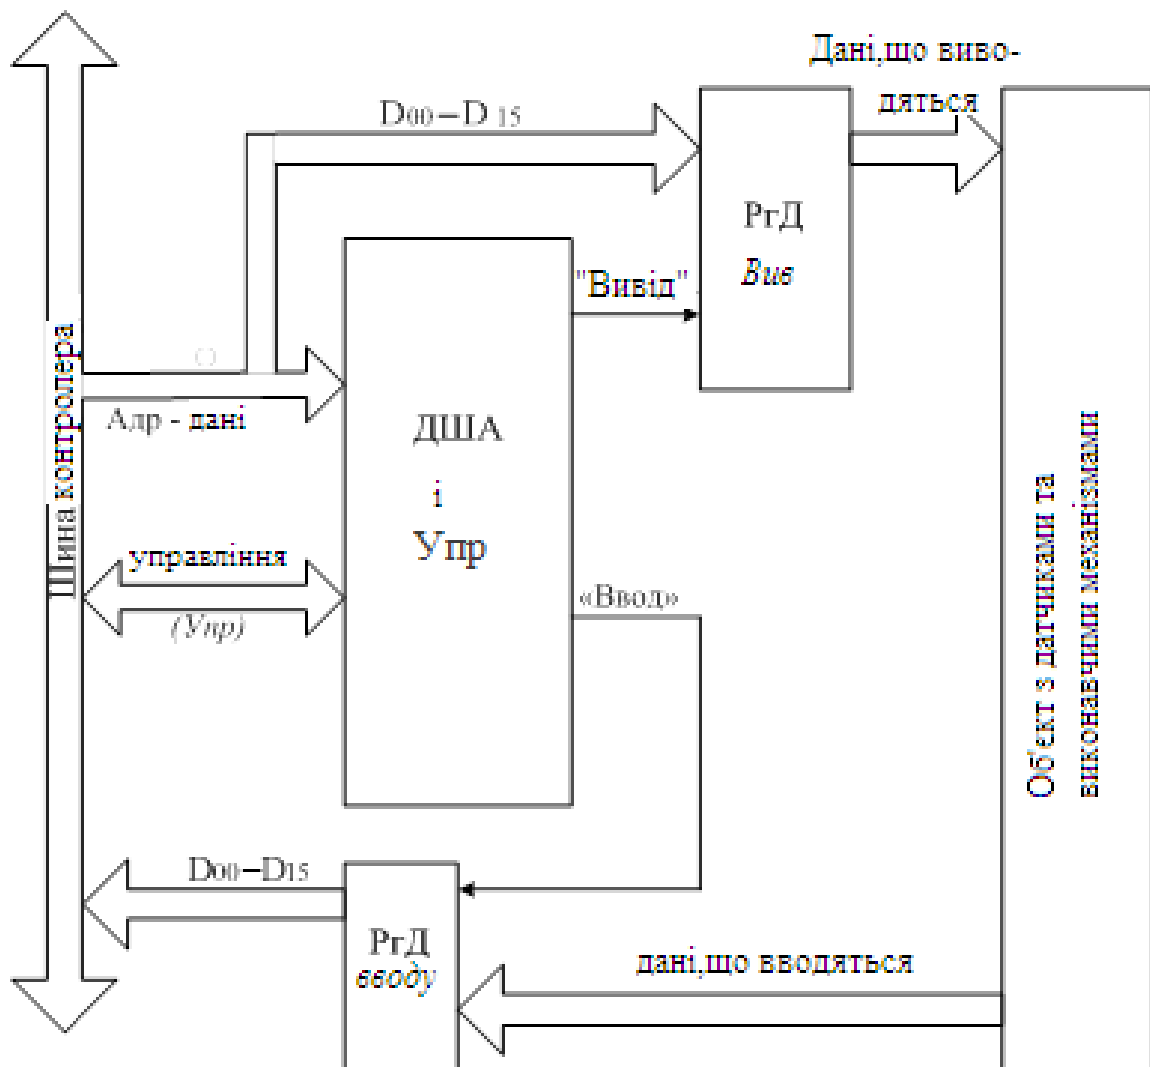 Дані,що виво-
дяться
D00–D 15
РгД
Вив
"Вивід"
Шина контролера
Адр - дані
ДША
і
Упр
управління
(Упр)
«Ввод»
Об'єкт з датчиками та
виконавчими механізмами
D00–D15
РгД
вводу
дані,що вводяться